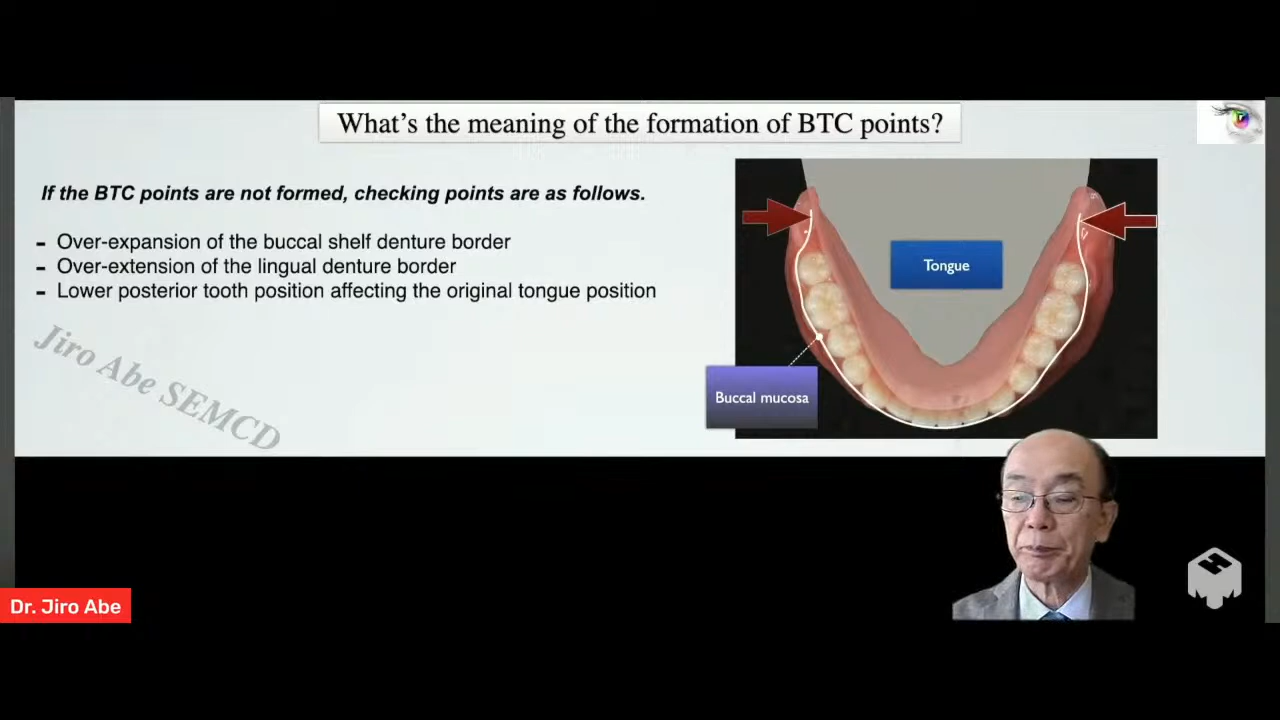 What's the meaning of the formation of BTC points?
If the BTC points are not formed, checking points are as follows.
- Over-expansion of the buccal shelf denture border
- Over-extension of the lingual denture border
- Lower posterior tooth position affecting the original tongue position
Tongue
Buccal mucosa
Jiro Abe SEMCD
Dr. Jiro Abe